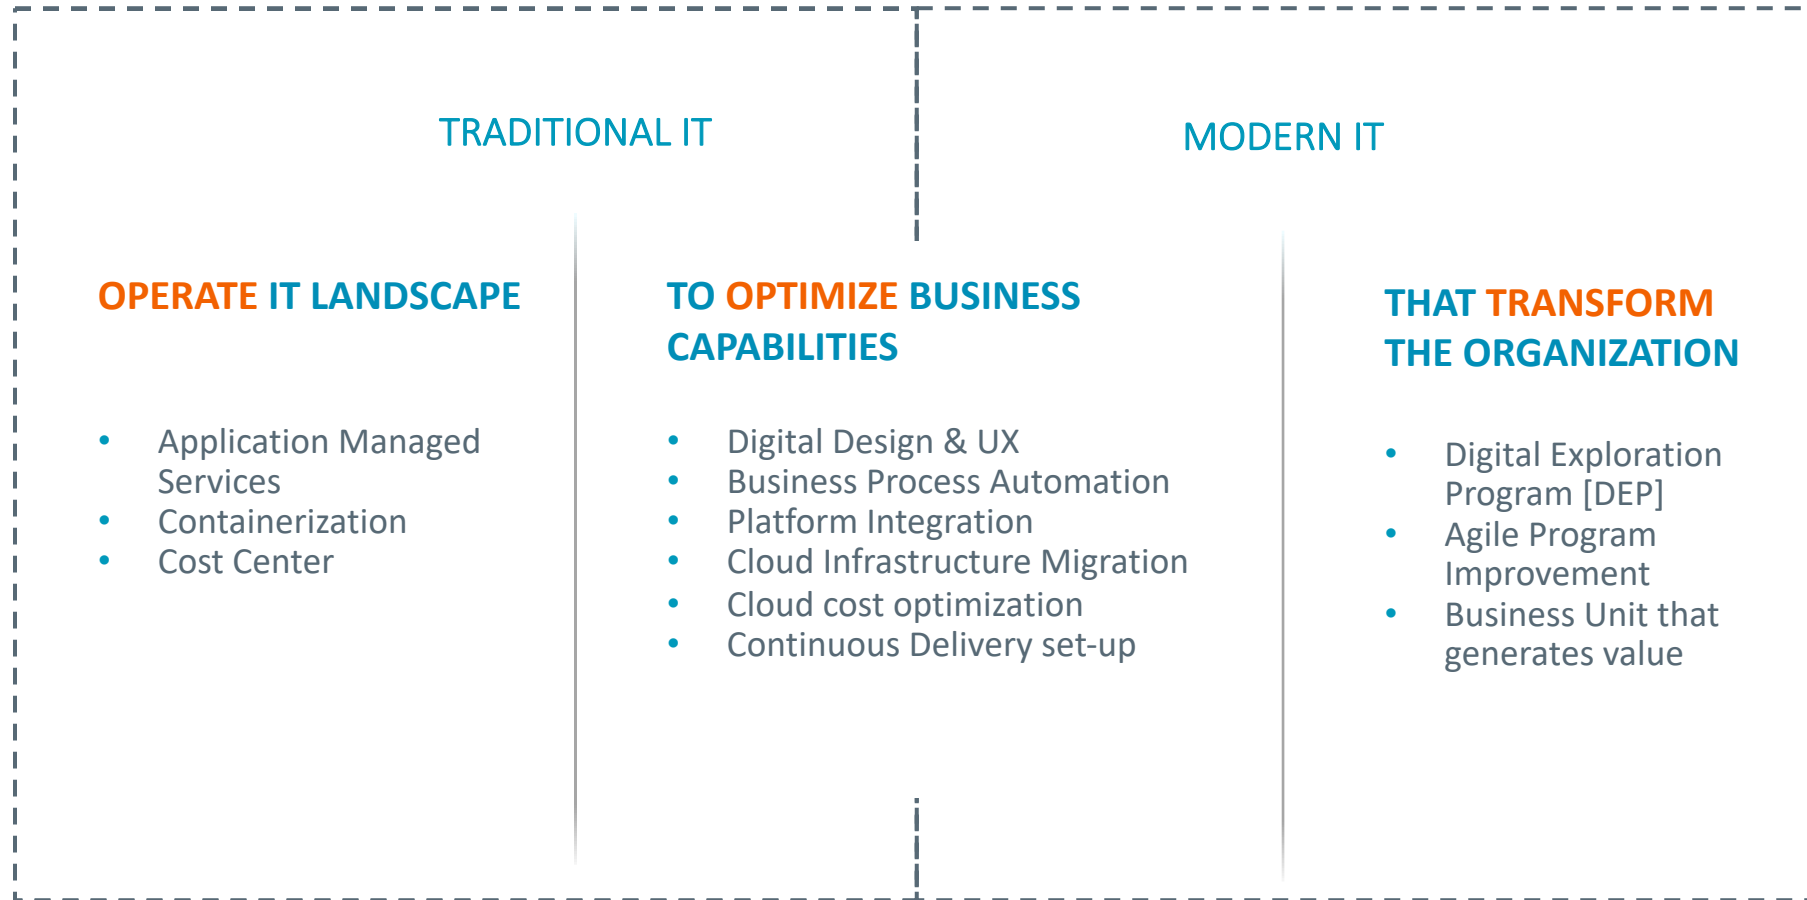 TRADITIONAL IT
MODERN IT
OPERATE IT LANDSCAPE
• Application Managed
Services
• Containerization
• Cost Center
TO OPTIMIZE BUSINESS
CAPABILITIES
• Digital Design & UX
• Business Process Automation
• Platform Integration
• Cloud Infrastructure Migration
• Cloud cost optimization
• Continuous Delivery set-up
THAT TRANSFORM
THE ORGANIZATION
• Digital Exploration
Program [DEP]
• Agile Program
Improvement
• Business Unit that
generates value